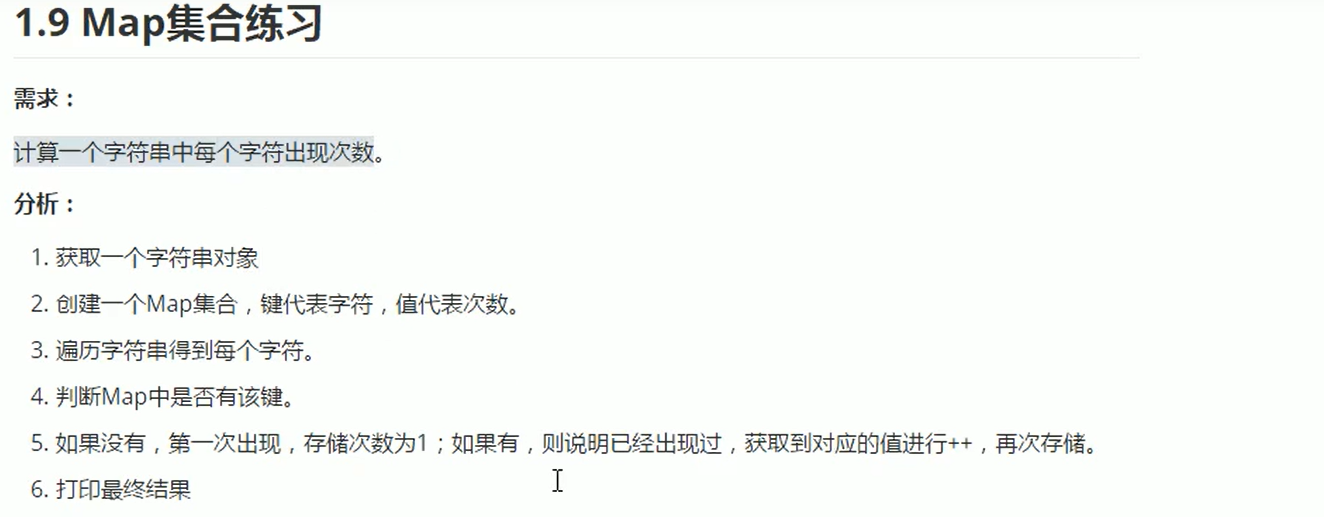 1.9 Map集合练习
需求：
计算一个字符串中每个字符出现次数。
分析：
1. 获取一个字符串对象
2. 创建一个Map集合，键代表字符，值代表次数。
3. 遍历字符串得到每个字符。
4. 判断Map中是否有该键。
5. 如果没有，第一次出现，存储次数为1；如果有，则说明已经出现过，获取到对应的值进行++，再次存储。
6. 打印最终结果